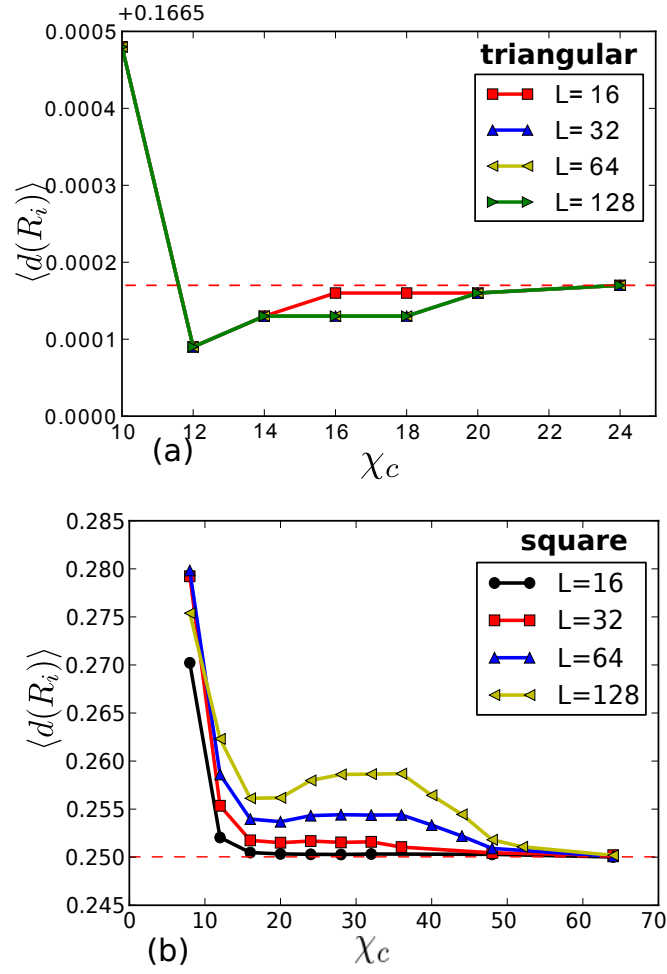 +0.1665
0.0005
0.0004
0.0003
0.0002
0.0001
0.0000
⟨d(R_i)⟩
triangular
L= 16
L= 32
L= 64
L= 128
10 12 14 16 18 20 22 24
(a)
χ_c
0.285
0.280
0.275
0.270
0.265
0.260
0.255
0.250
0.245
⟨d(R_i)⟩
square
L=16
L=32
L=64
L=128
0 10 20 30 40 50 60 70
(b)
χ_c